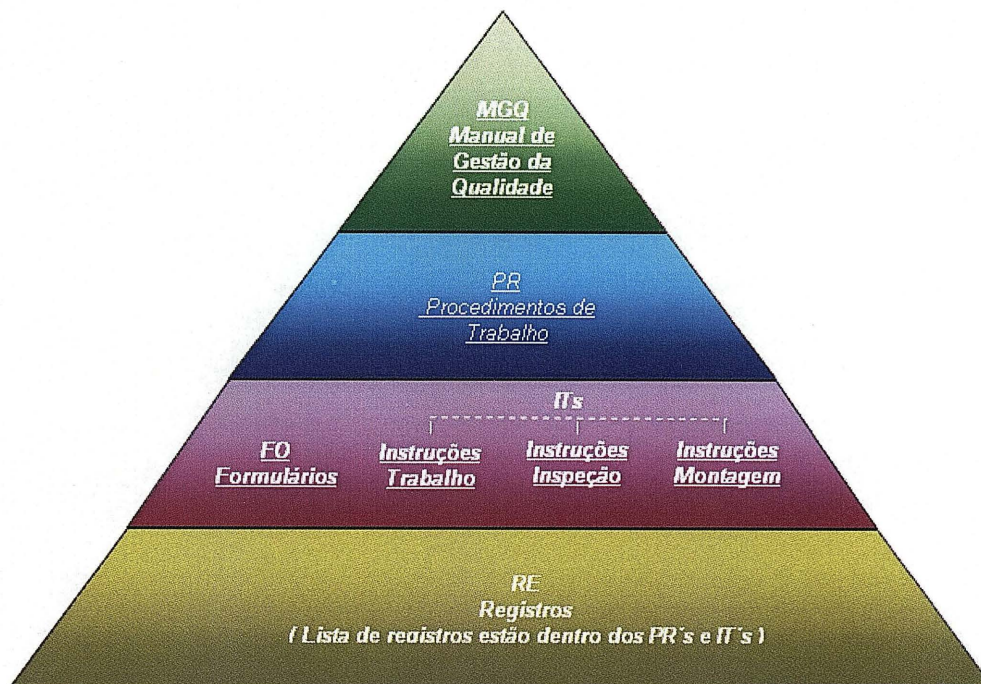 MGQ
Manual de
Gestão da
Qualidade
PR
Procedimentos de
Trabalho
ITs
FO
Formulários
Instruções
Trabalho
Instruções
Inspeção
Instruções
Montagem
RE
Registros
( Lista de registros estão dentro dos PR´s e IT´s )